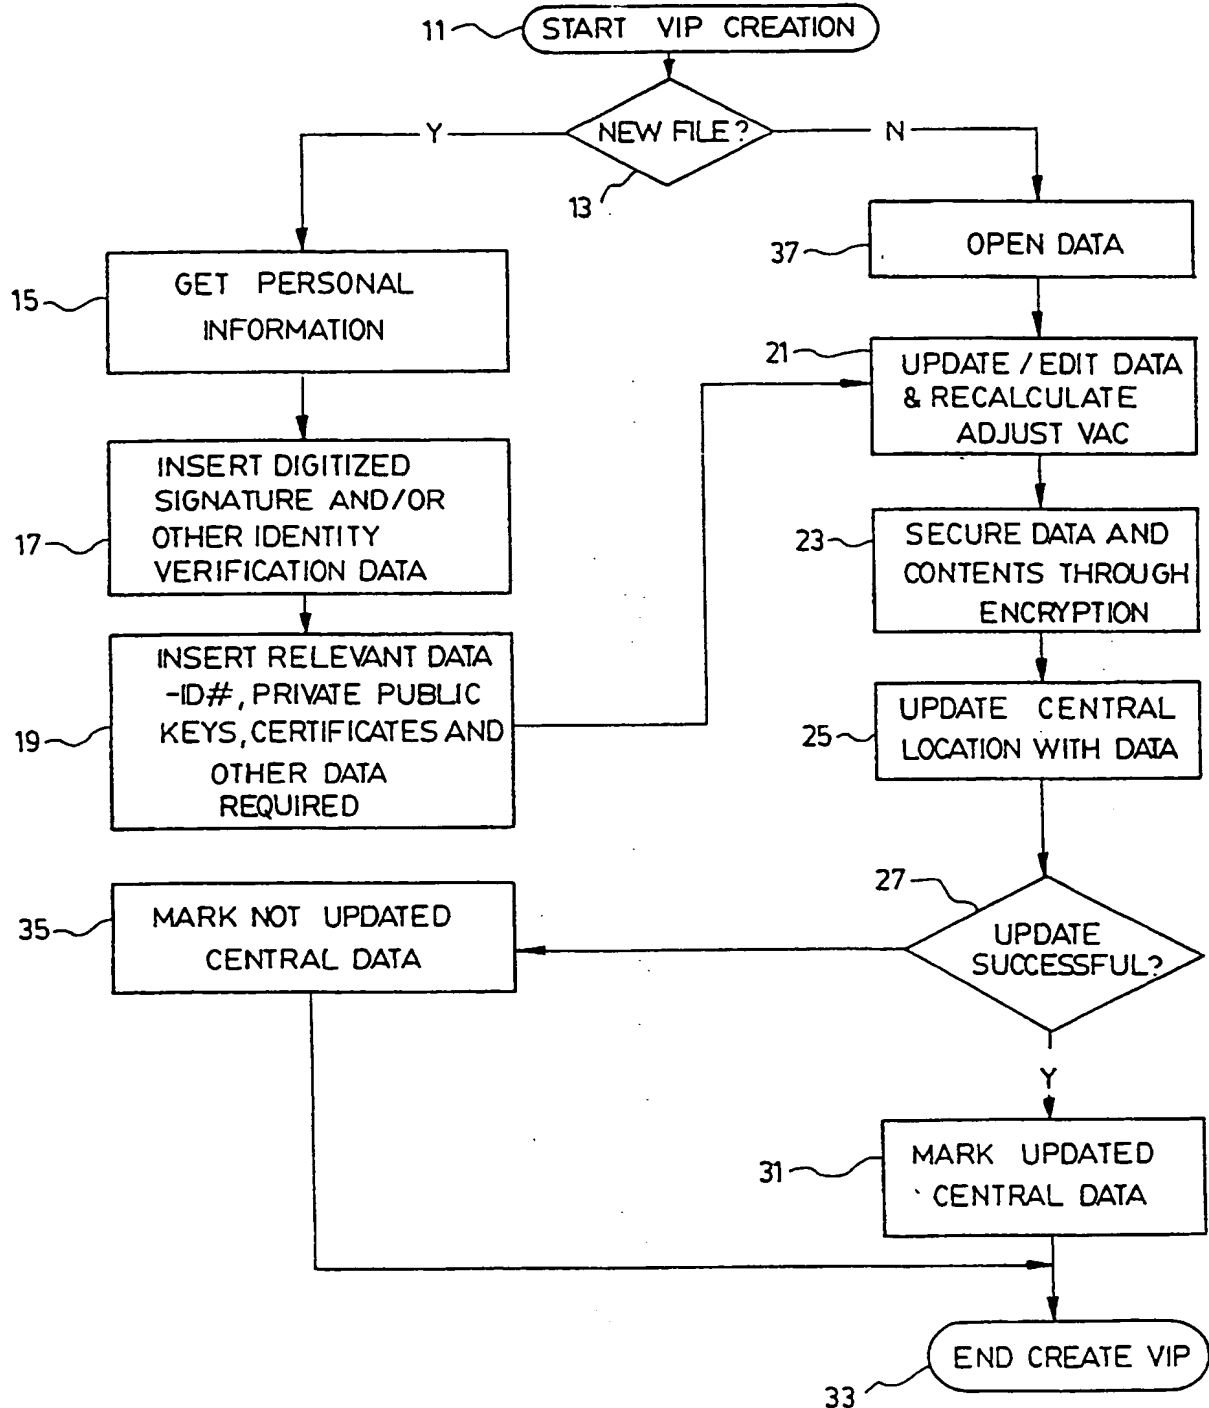 11
START VIP CREATION
NEW FILE?
Y
N
13
15
GET PERSONAL
INFORMATION
37
OPEN DATA
17
INSERT DIGITIZED
SIGNATURE AND/OR
OTHER IDENTITY
VERIFICATION DATA
19
INSERT RELEVANT DATA
-ID#, PRIVATE PUBLIC
KEYS, CERTIFICATES AND
OTHER DATA
REQUIRED
21
UPDATE / EDIT DATA
& RECALCULATE
ADJUST VAC
23
SECURE DATA AND
CONTENTS THROUGH
ENCRYPTION
25
UPDATE CENTRAL
LOCATION WITH DATA
27
UPDATE
SUCCESSFUL?
35
MARK NOT UPDATED
CENTRAL DATA
Y
31
MARK UPDATED
CENTRAL DATA
END CREATE VIP
33